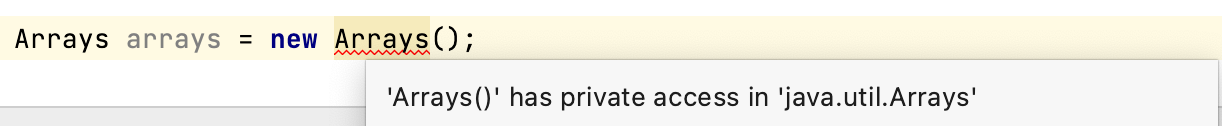 Arrays arrays = new Arrays();
'Arrays()' has private access in 'java.util.Arrays'